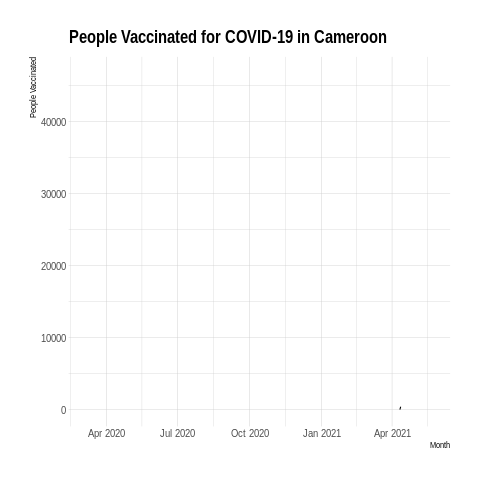 People Vaccinated for COVID-19 in Cameroon
People Vaccinated
40000
30000
20000
10000
0
Apr 2020 Jul 2020 Oct 2020 Jan 2021 Apr 2021
Month